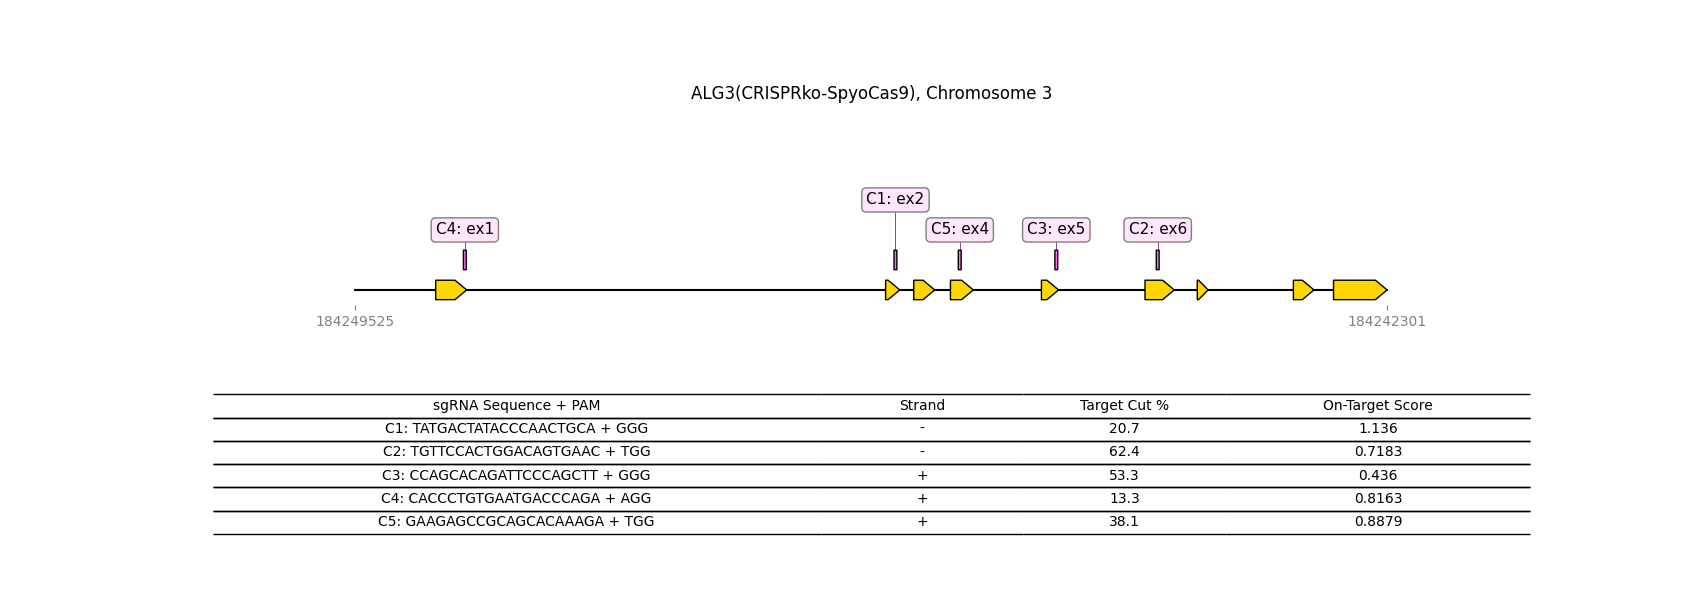 ALG3(CRISPRko-SpyoCas9), Chromosome 3
C1: ex2
C4: ex1 C5: ex4 C3: ex5 C2: ex6
184249525 184242301
sgRNA Sequence + PAM Strand Target Cut % On-Target Score
C1: TATGACTATACCCAACTGCA + GGG - 20.7 1.136
C2: TGTTCCACTGGACAGTGAAC + TGG - 62.4 0.7183
C3: CCAGCACAGATTCCCAGCTT + GGG + 53.3 0.436
C4: CACCCTGTGAATGACCCAGA + AGG + 13.3 0.8163
C5: GAAGAGCCGCAGCACAAAGA + TGG + 38.1 0.8879